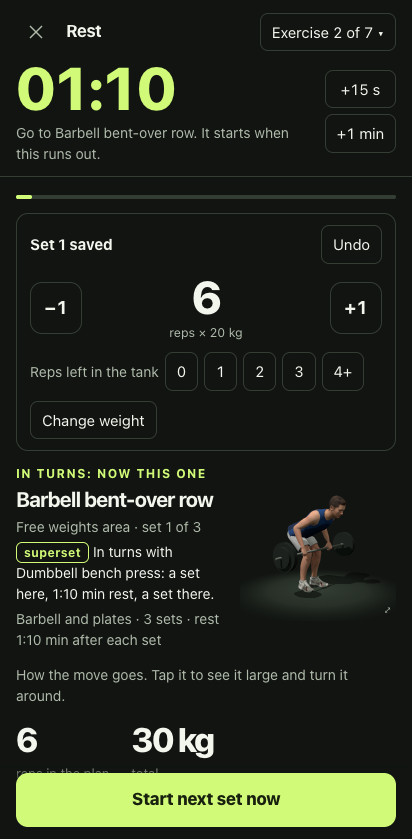 Rest
Exercise 2 of 7
01:10
+15 s
Go to Barbell bent-over row. It starts when
this runs out.
+1 min
Set 1 saved
Undo
−1
6
+1
reps × 20 kg
Reps left in the tank
0
1
2
3
4+
Change weight
IN TURNS: NOW THIS ONE
Barbell bent-over row
Free weights area · set 1 of 3
superset In turns with
Dumbbell bench press: a set
here, 1:10 min rest, a set there.
Barbell and plates · 3 sets · rest
1:10 min after each set
How the move goes. Tap it to see it large and turn it
around.
6
30 kg
reps in the plan
total
Start next set now